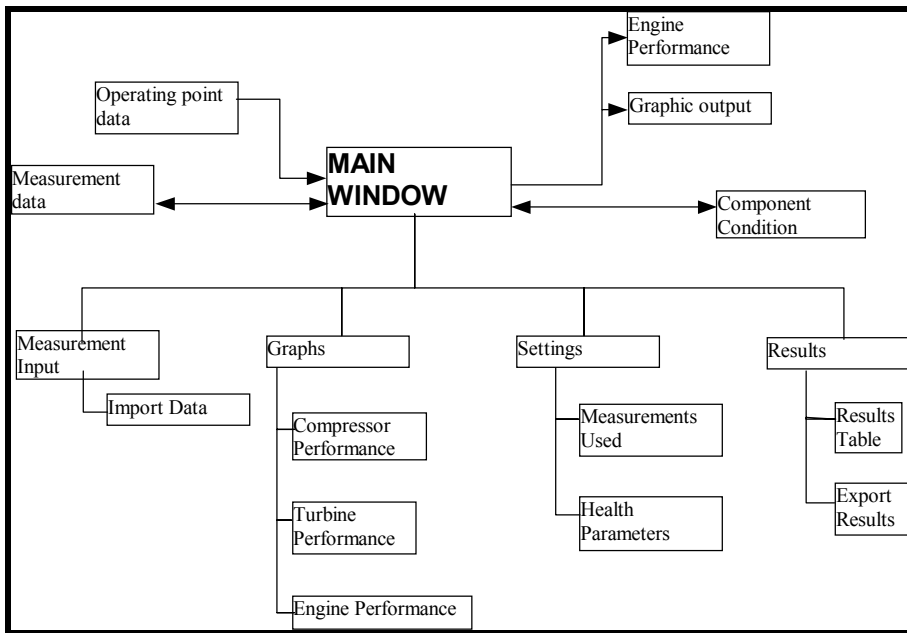 Engine
Performance
Operating point
data
Graphic output
MAIN
WINDOW
Measurement
data
Component
Condition
Measurement
Input
Import Data
Graphs
Compressor
Performance
Turbine
Performance
Engine Performance
Settings
Measurements
Used
Health
Parameters
Results
Results
Table
Export
Results